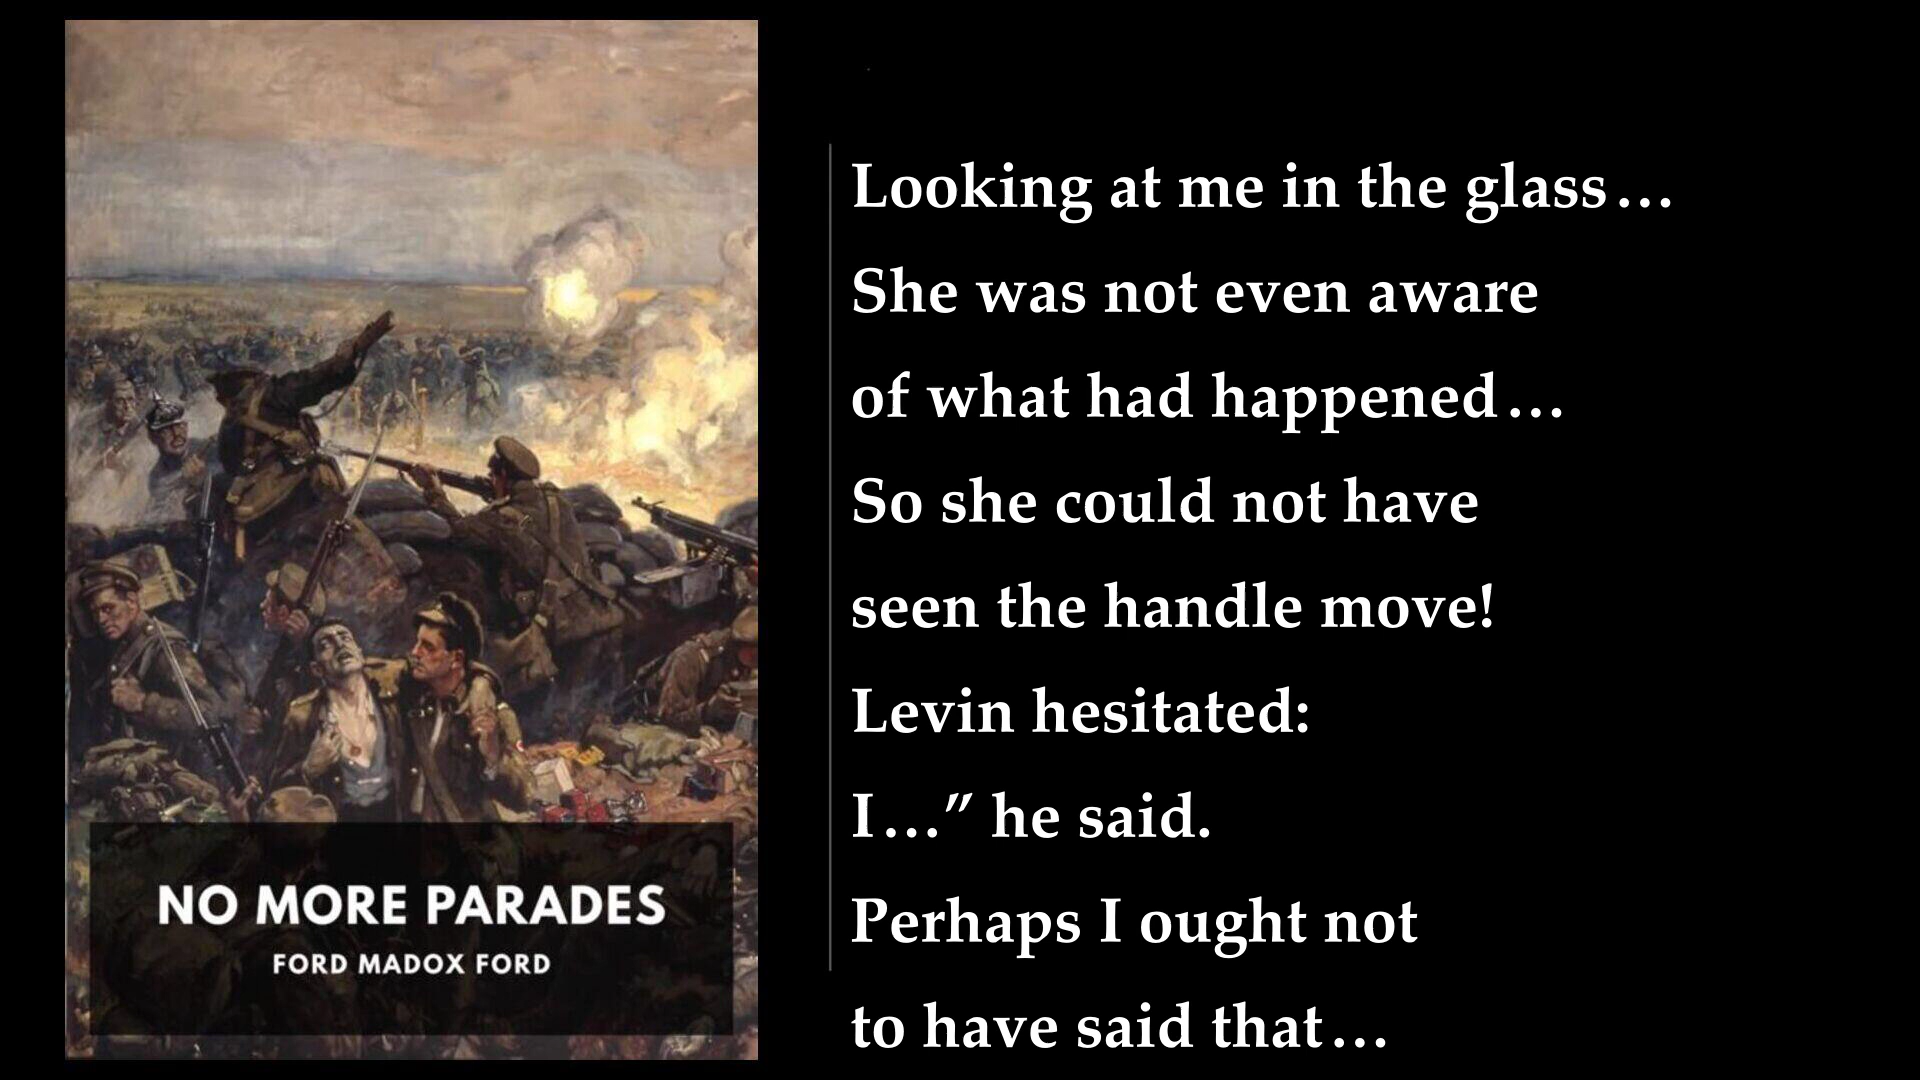 NO MORE PARADES
FORD MADOX FORD
Looking at me in the glass…
She was not even aware
of what had happened…
So she could not have
seen the handle move!
Levin hesitated:
I…” he said.
Perhaps I ought not
to have said that…